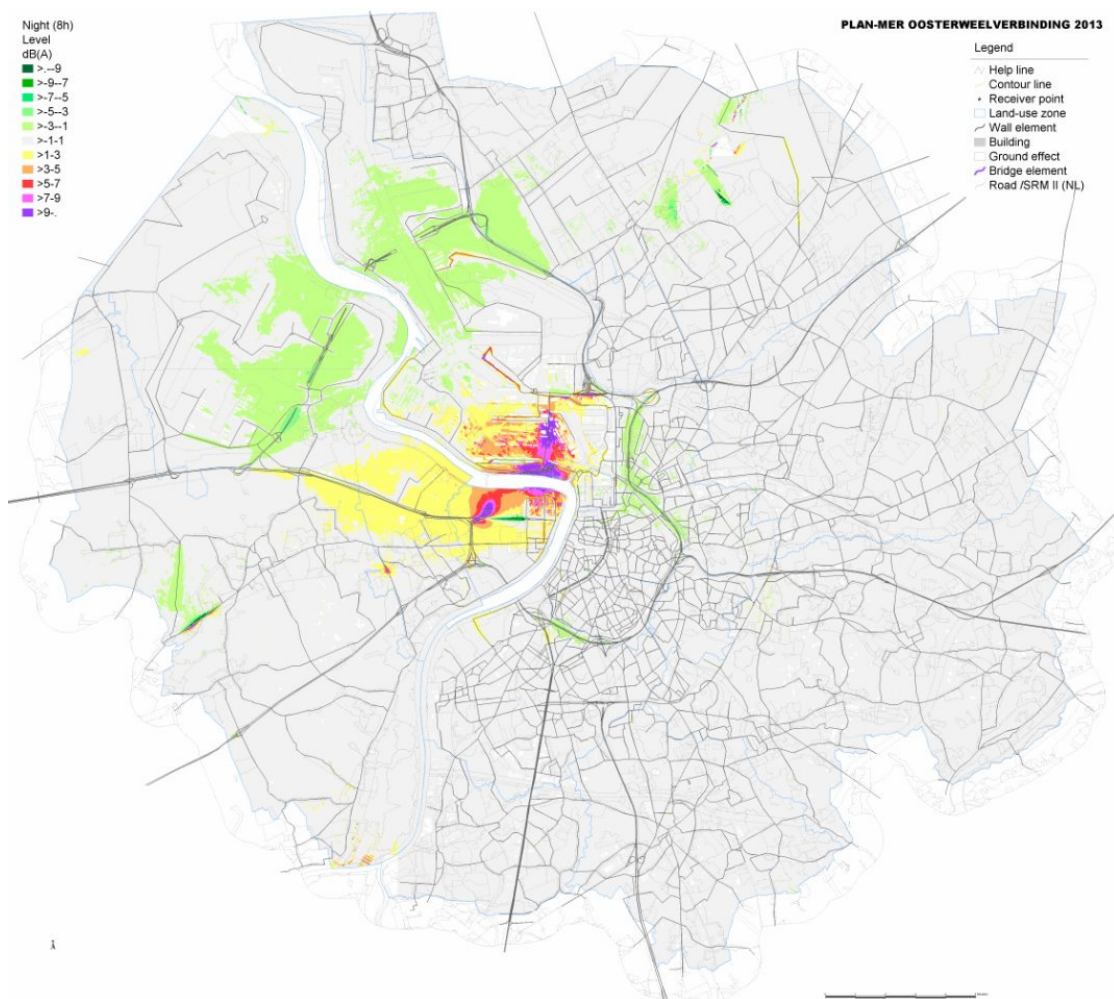 Night (8h)
Level
dB(A)
>.--9
>-9--7
>-7--5
>-5--3
>-3--1
>-1-1
>1-3
>3-5
>5-7
>7-9
>9-.
PLAN-MER OOSTERWEELVERBINDING 2013
Legend
Help line
Contour line
Receiver point
Land-use zone
Wall element
Building
Ground effect
Bridge element
Road /SRM II (NL)